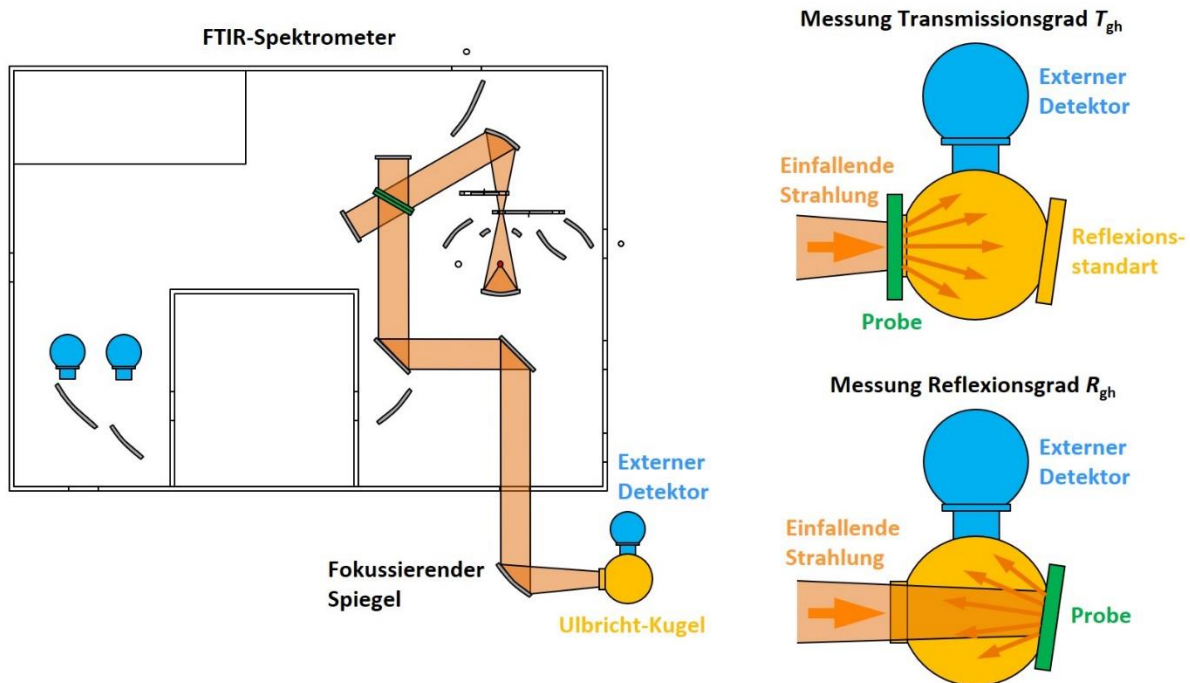 FTIR-Spektrometer
Externer
Detektor
Fokussierender
Spiegel
Ulbricht-Kugel
Messung Transmissionsgrad Tgh
Externer
Detektor
Einfallende
Strahlung
Reflexions-
standart
Probe
Messung Reflexionsgrad Rgh
Externer
Detektor
Einfallende
Strahlung
Probe